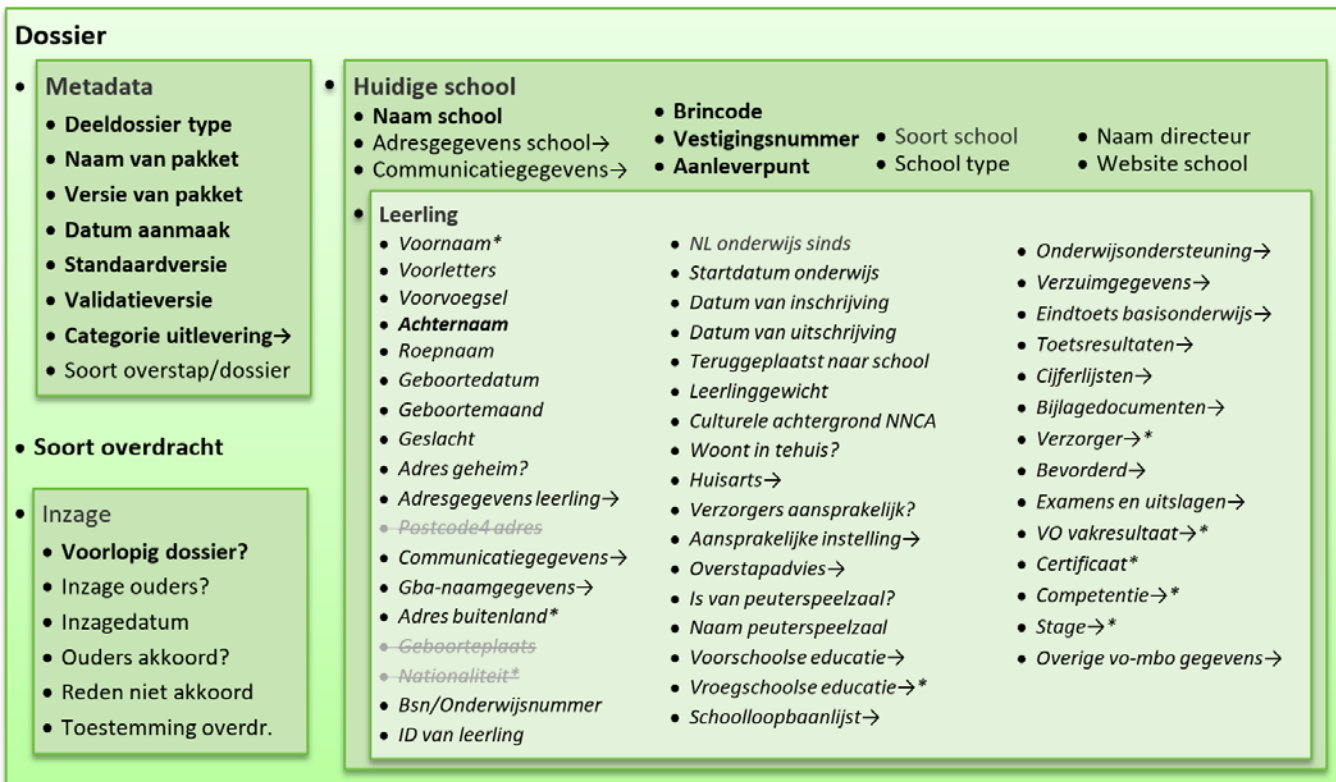 Dossier
• Metadata
• Deeldossier type
• Naam van pakket
• Versie van pakket
• Datum aanmaak
• Standaardversie
• Validatieversie
• Categorie uitlevering→
• Soort overstap/dossier
• Soort overdracht
• Inzage
• Voorlopig dossier?
• Inzage ouders?
• Inzagedatum
• Ouders akkoord?
• Reden niet akkoord
• Toestemming overdr.
• Huidige school
• Naam school
• Adresgegevens school→
• Communicatiegegevens→
• Brincode
• Vestigingsnummer
• Aanleverpunt
• Soort school
• School type
• Naam directeur
• Website school
• Leerling
• Voornaam*
• Voorletters
• Voorvoegsel
• Achternaam
• Roepnaam
• Geboortedatum
• Geboortemaand
• Geslacht
• Adres geheim?
• Adresgegevens leerling→
• Postcode4 adres
• Communicatiegegevens→
• Gba-naamgegevens→
• Adres buitenland*
• Geboorteplaats
• Nationaliteit*
• Bsn/Onderwijsnummer
• ID van leerling
• NL onderwijs sinds
• Startdatum onderwijs
• Datum van inschrijving
• Datum van uitschrijving
• Teruggeplaatst naar school
• Leerlinggewicht
• Culturele achtergrond NNCA
• Woont in tehuis?
• Huisarts→
• Verzorgers aansprakelijk?
• Aansprakelijke instelling→
• Overstapadvies→
• Is van peuterspeelzaal?
• Naam peuterspeelzaal
• Voorschoolse educatie→
• Vroegschoolse educatie→*
• Schoolloopbaanlijst→
• Onderwijsondersteuning→
• Verzuimgegevens→
• Eindtoets basisonderwijs→
• Toetsresultaten→
• Cijferlijsten→
• Bijlagedocumenten→
• Verzorger→*
• Bevorderd→
• Examens en uitslagen→
• VO vakresultaat→*
• Certificaat*
• Competentie→*
• Stage→*
• Overige vo-mbo gegevens→